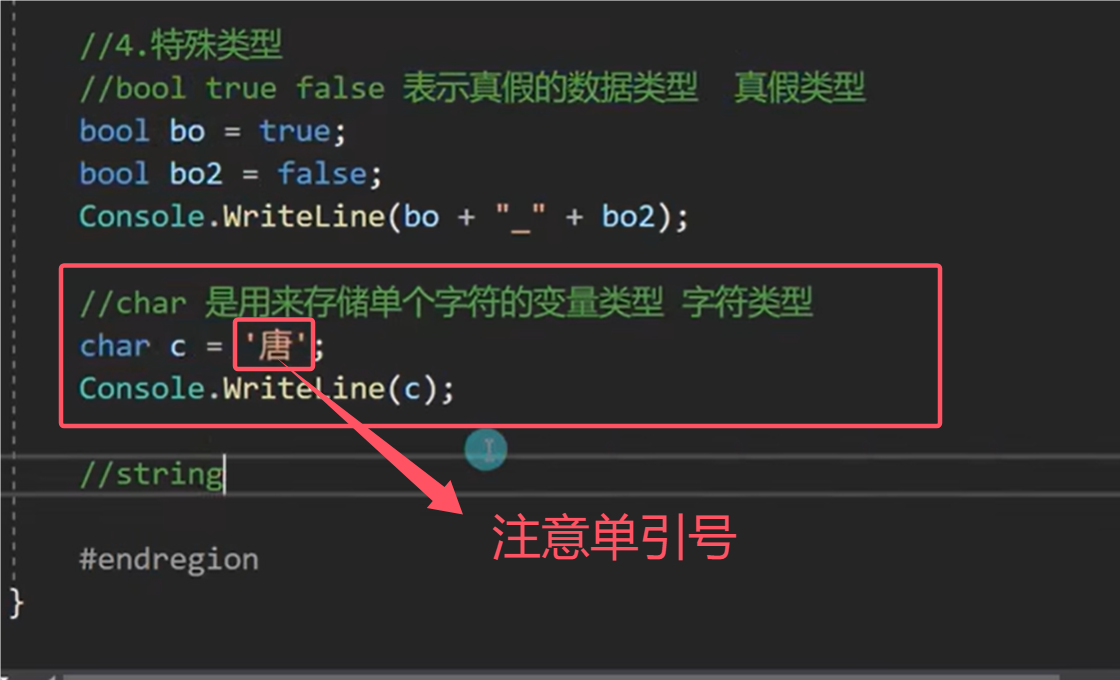 //4.特殊类型
//bool true false 表示真假的数据类型  真假类型
bool bo = true;
bool bo2 = false;
Console.WriteLine(bo + "_" + bo2);
//char 是用来存储单个字符的变量类型 字符类型
char c = '唐';
Console.WriteLine(c);
//string
注意单引号
#endregion
}